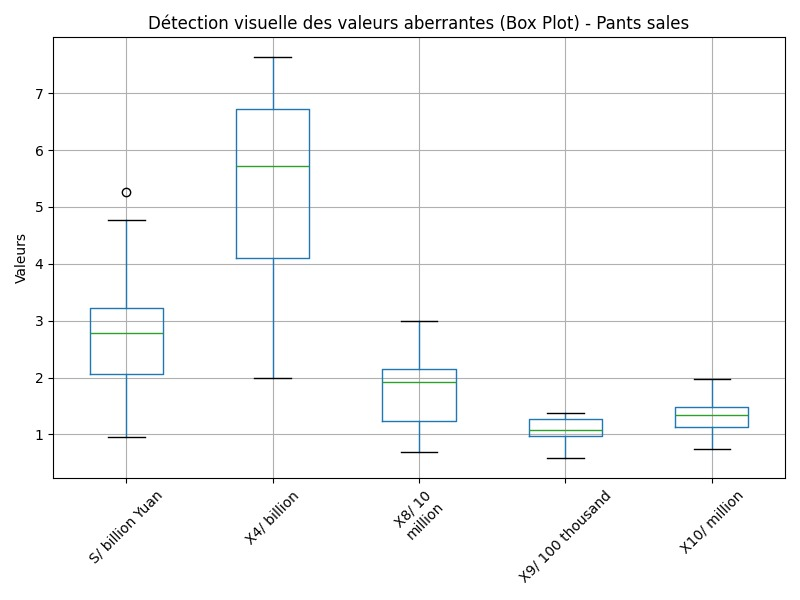 Détection visuelle des valeurs aberrantes (Box Plot) - Pants sales
Valeurs
7
6
5
4
3
2
1
S/ billion Yuan
X4/ billion
X8/ 10
million
X9/ 100 thousand
X10/ million